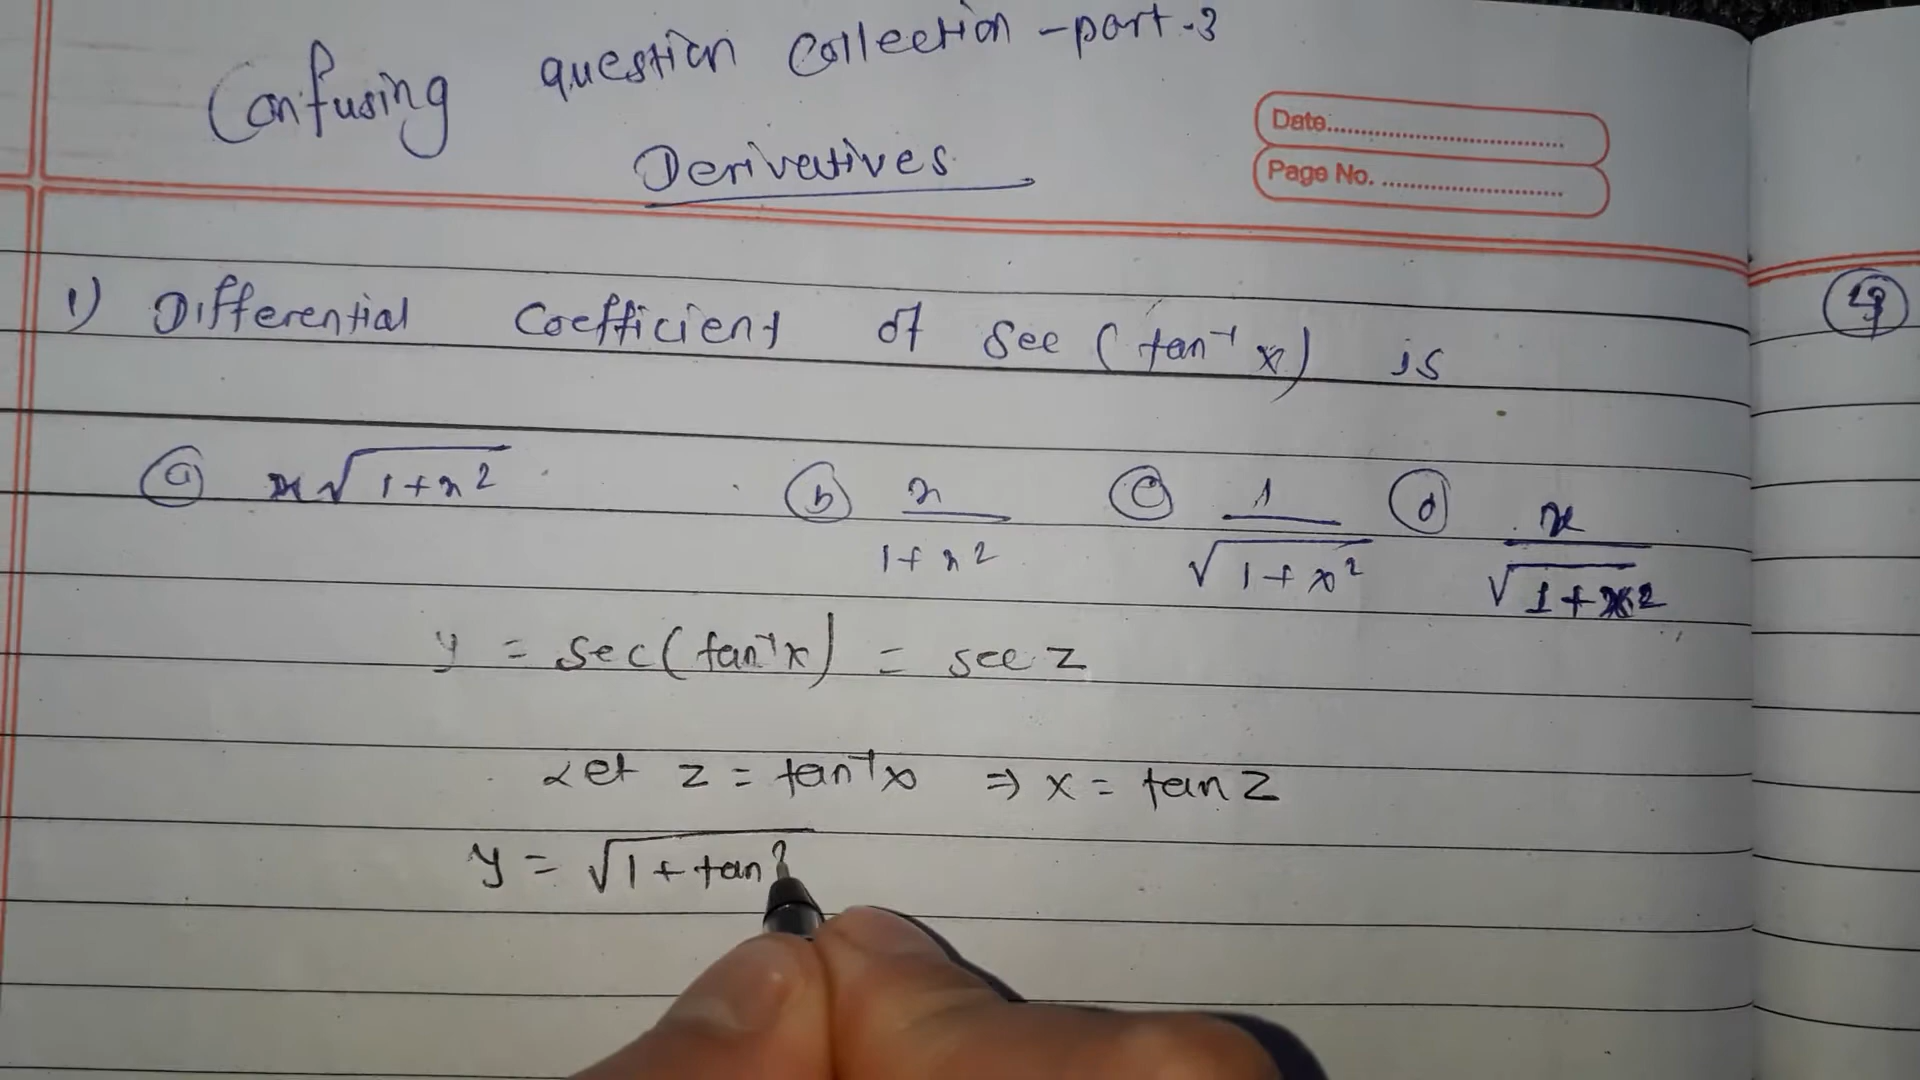 Confusing question collection - part - 3
Derivatives
Date
Page No.
1) Differential Coefficient of sec (tan⁻¹ x) is
(a) x√(1+x²) (b) x/(1+x²) (c) 1/√(1+x²) (d) x/√(1+x²)
y = sec(tan⁻¹x) = sec z
Let z = tan⁻¹x ⇒ x = tan z
y = √1 + tan²